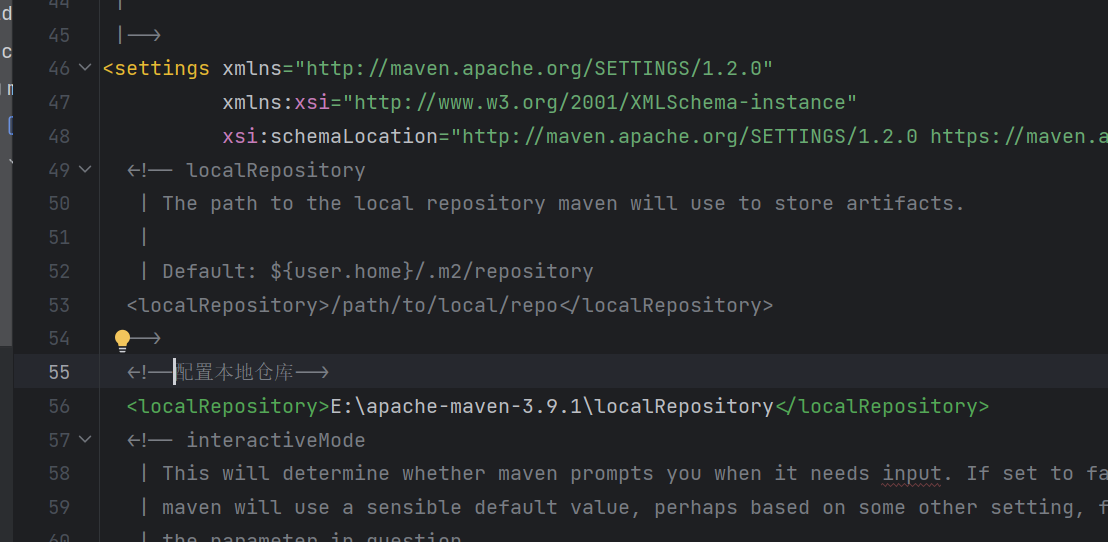 44 |
45 |-->
46 <settings xmlns="http://maven.apache.org/SETTINGS/1.2.0"
47 xmlns:xsi="http://www.w3.org/2001/XMLSchema-instance"
48 xsi:schemaLocation="http://maven.apache.org/SETTINGS/1.2.0 https://maven.a
49 <!-- localRepository
50 | The path to the local repository maven will use to store artifacts.
51 |
52 | Default: ${user.home}/.m2/repository
53 <localRepository>/path/to/local/repo</localRepository>
54 -->
55 <!--配置本地仓库-->
56 <localRepository>E:\apache-maven-3.9.1\localRepository</localRepository>
57 <!-- interactiveMode
58 | This will determine whether maven prompts you when it needs input. If set to fa
59 | maven will use a sensible default value, perhaps based on some other setting, f
60 | the parameter in question